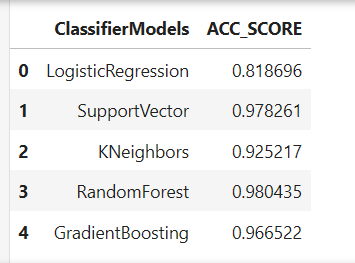 ClassifierModels ACC_SCORE
0 LogisticRegression 0.818696
1 SupportVector 0.978261
2 KNeighbors 0.925217
3 RandomForest 0.980435
4 GradientBoosting 0.966522